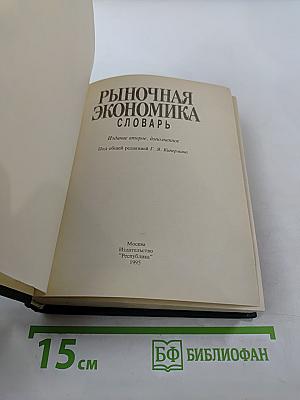 РЫНОЧНАЯ
ЭКОНОМИКА
СЛОВАРЬ
Издание второе, дополненное
Под общей редакцией Г. Я. Кипермана
Москва
Издательство
"Республика"
1995
15 см
БФ БИБЛИОФАН